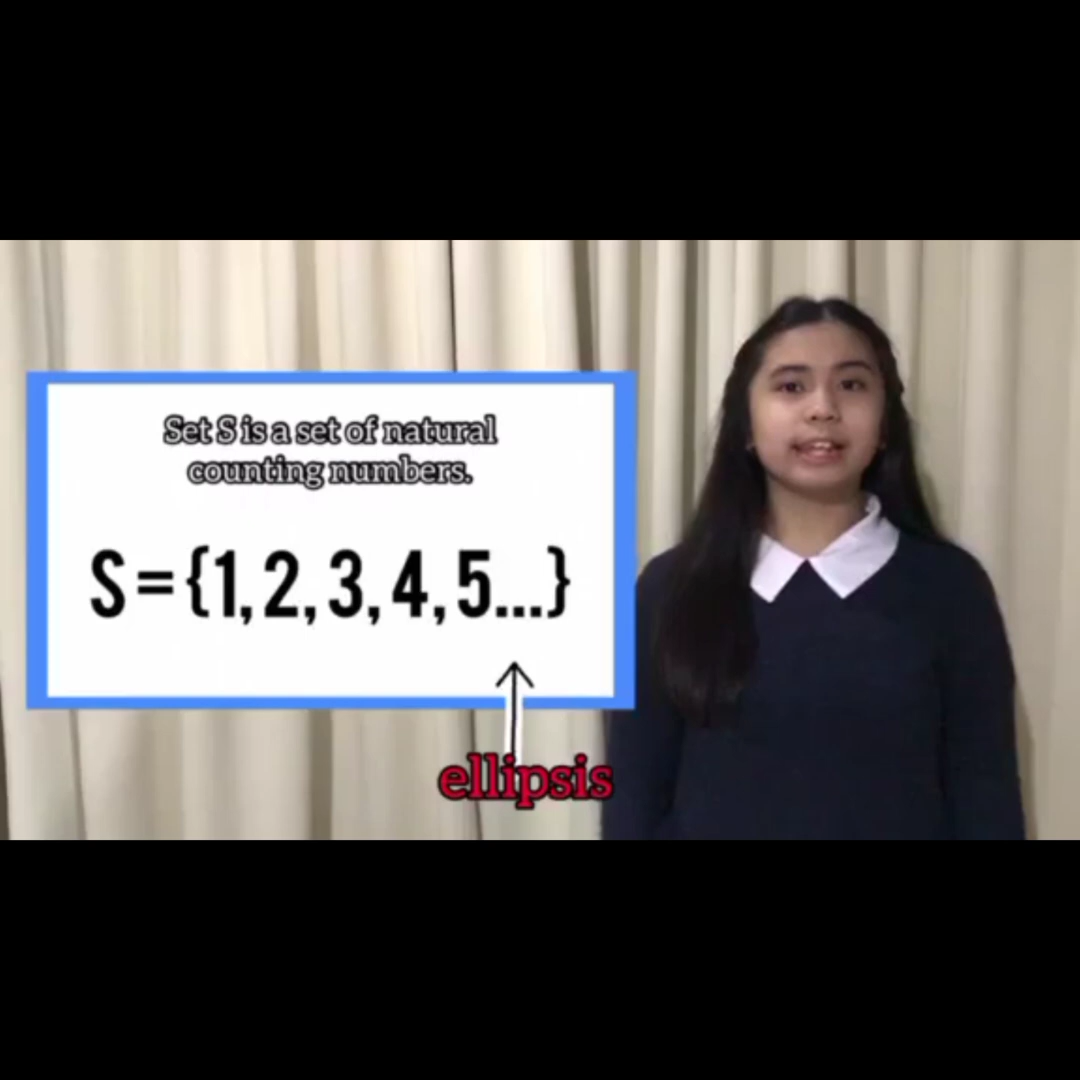 Set S is a set of natural
counting numbers.
S={1, 2, 3, 4, 5...}
ellipsis